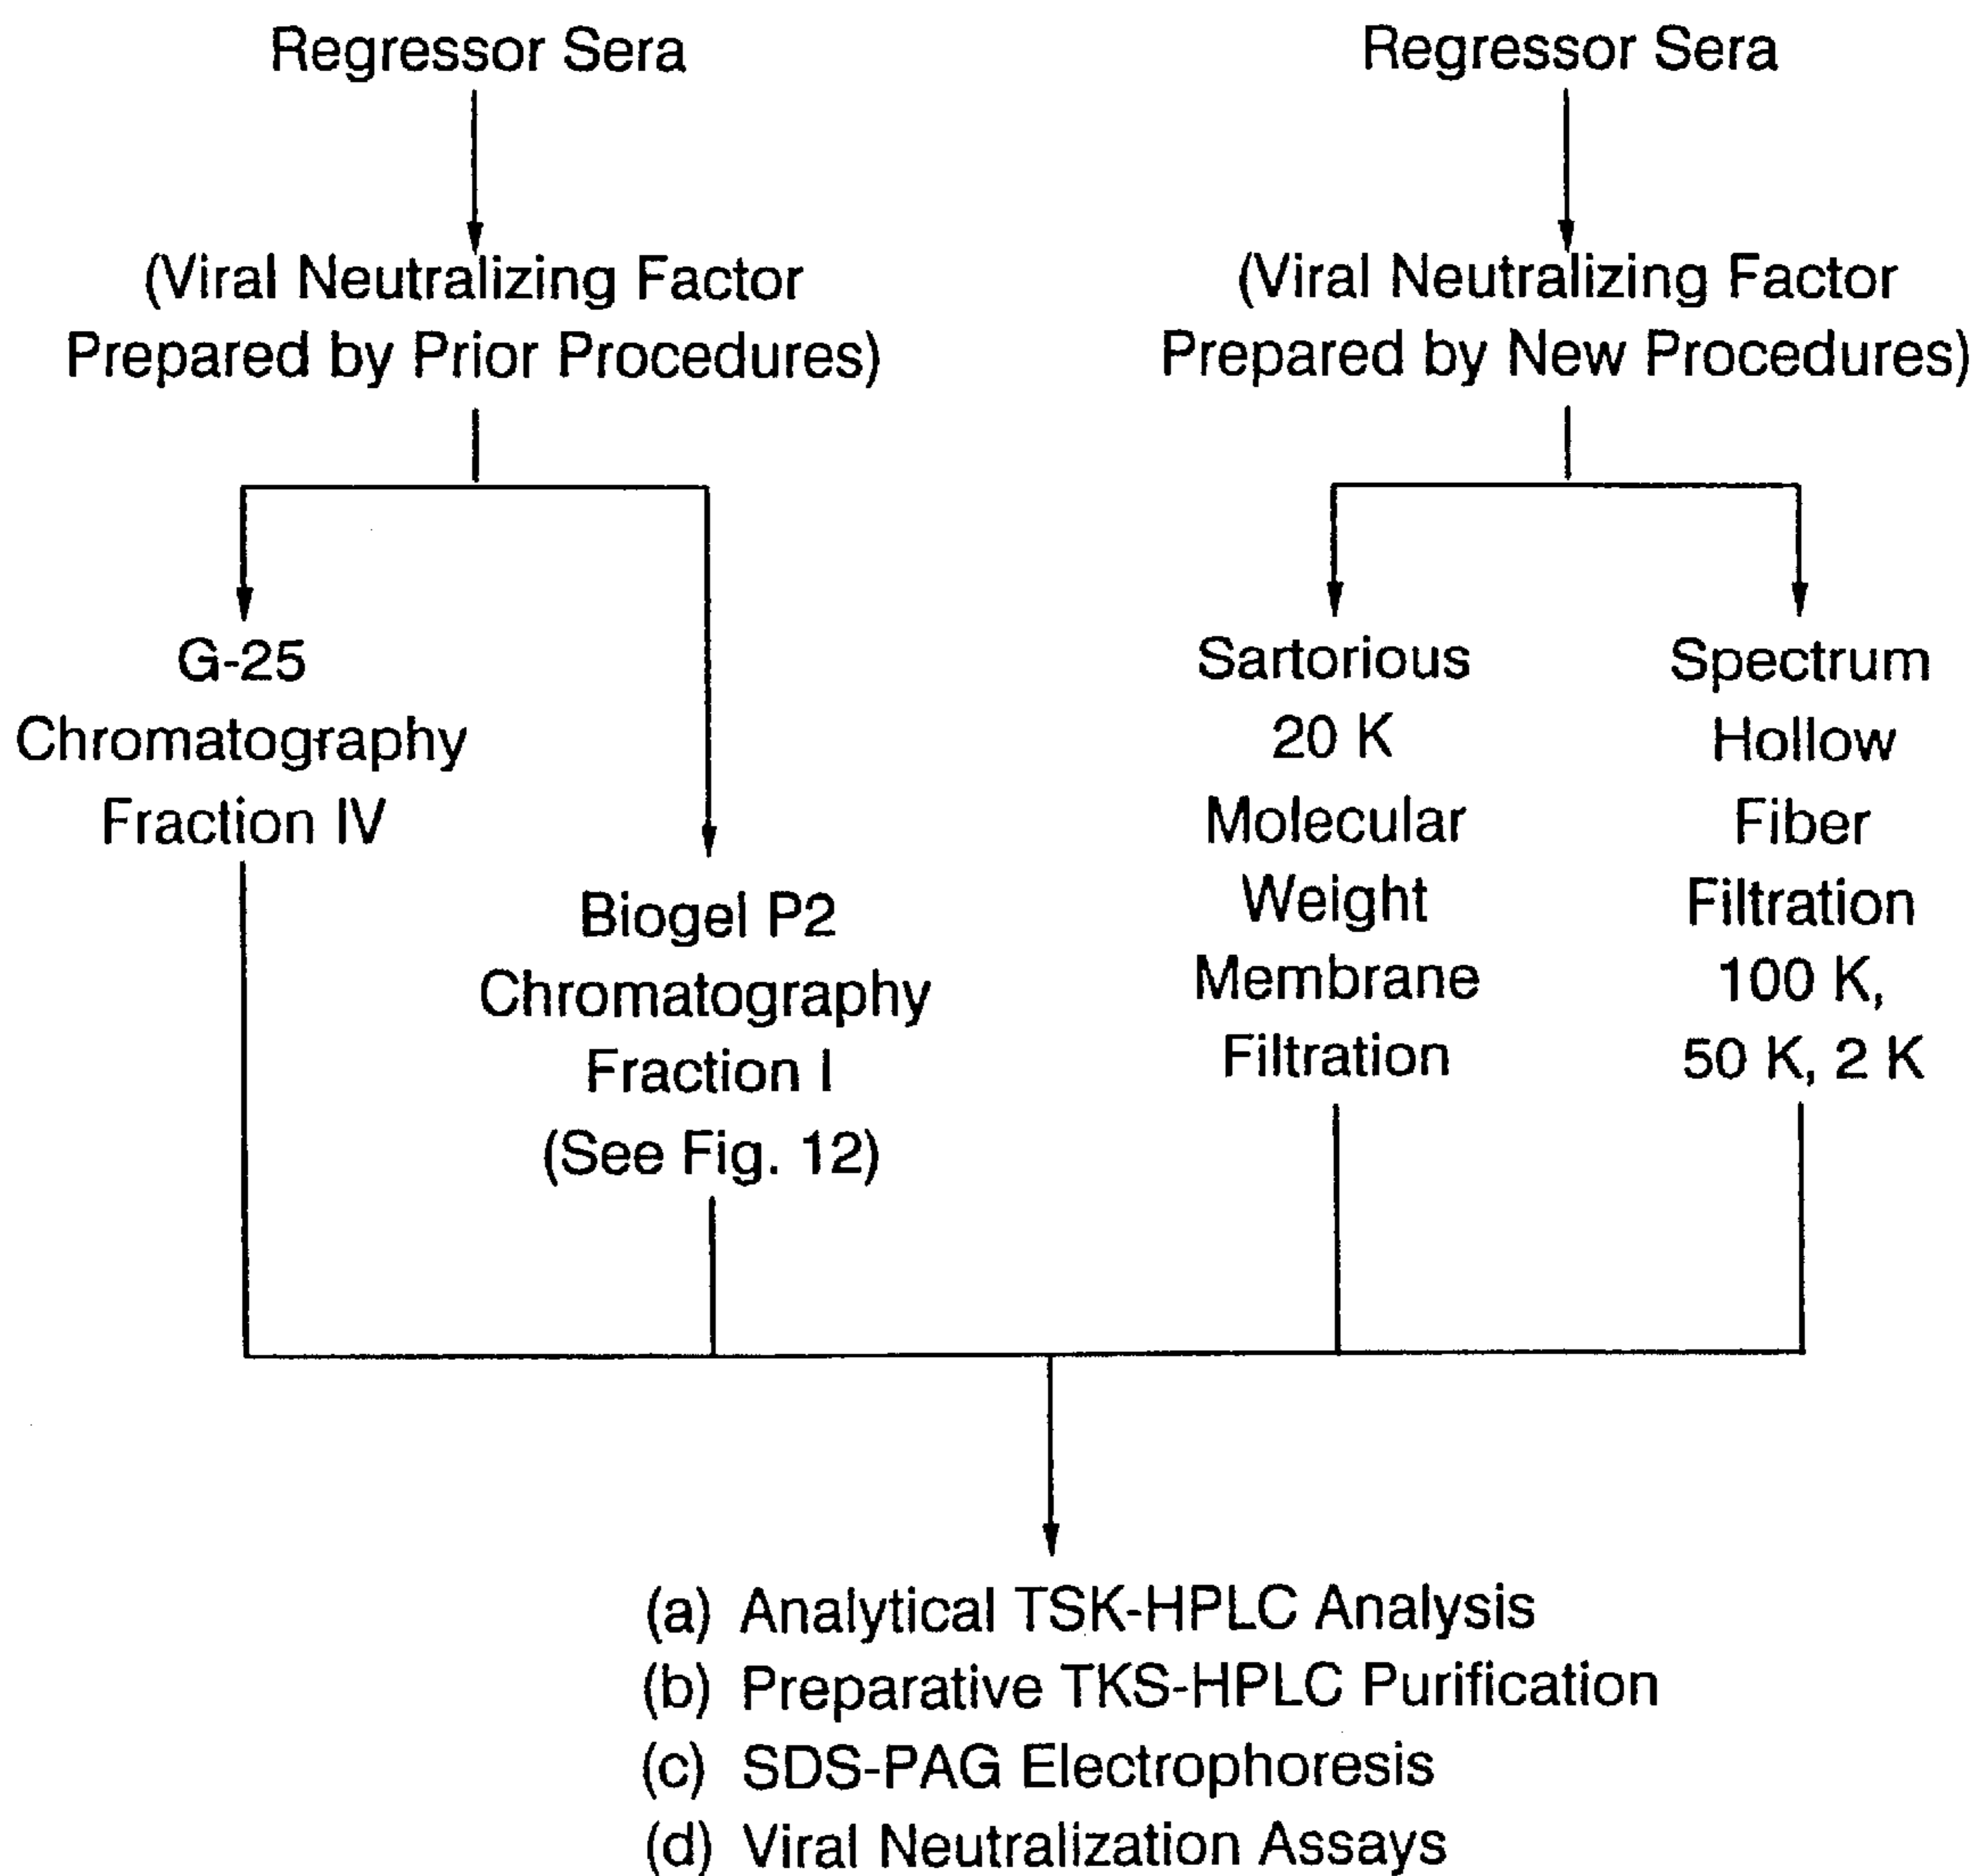 Regressor Sera
(Viral Neutralizing Factor
Prepared by Prior Procedures)
G-25
Chromatography
Fraction IV
Biogel P2
Chromatography
Fraction I
(See Fig. 12)
Regressor Sera
(Viral Neutralizing Factor
Prepared by New Procedures)
Sartorious
20 K
Molecular
Weight
Membrane
Filtration
Spectrum
Hollow
Fiber
Filtration
100 K,
50 K, 2 K
(a) Analytical TSK-HPLC Analysis
(b) Preparative TKS-HPLC Purification
(c) SDS-PAG Electrophoresis
(d) Viral Neutralization Assays